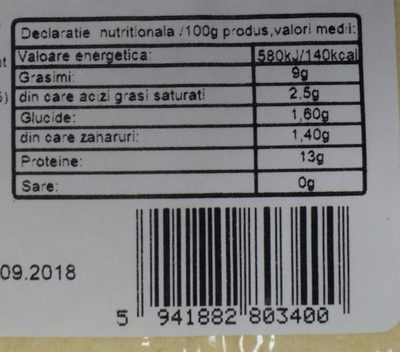 Declaratie nutritionala /100g produs,valori medii:
Valoare energetica: 580kJ/140kcal
Grasimi: 9g
din care acizi grasi saturati 2,5g
Glucide: 1,60g
din care zaharuri: 1,40g
Proteine: 13g
Sare: 0g
09.2018
5 941882 803400